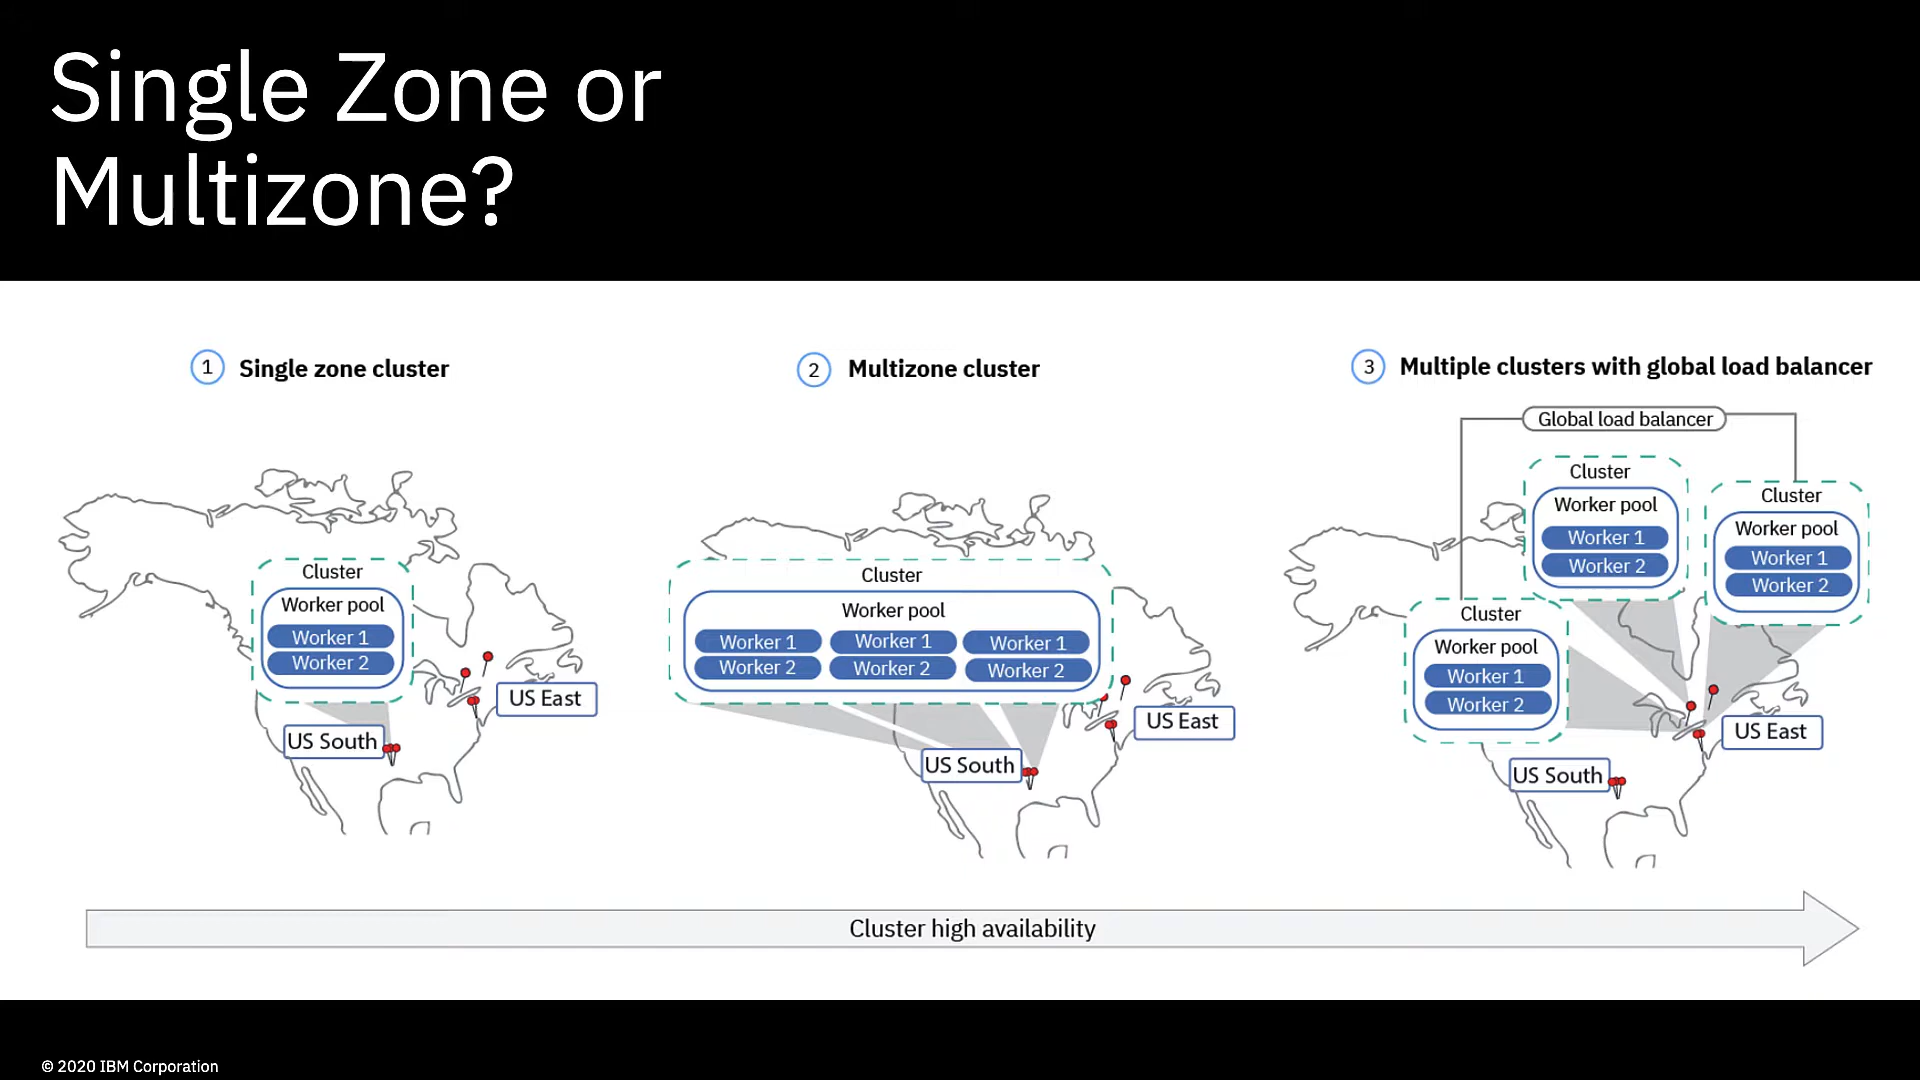 Single Zone or
Multizone?
1 Single zone cluster
Cluster
Worker pool
Worker 1
Worker 2
US East
US South
2 Multizone cluster
Cluster
Worker pool
Worker 1 Worker 1 Worker 1
Worker 2 Worker 2 Worker 2
US East
US South
3 Multiple clusters with global load balancer
Global load balancer
Cluster
Worker pool
Worker 1
Worker 2
Cluster
Worker pool
Worker 1
Worker 2
Cluster
Worker pool
Worker 1
Worker 2
US East
US South
Cluster high availability
© 2020 IBM Corporation